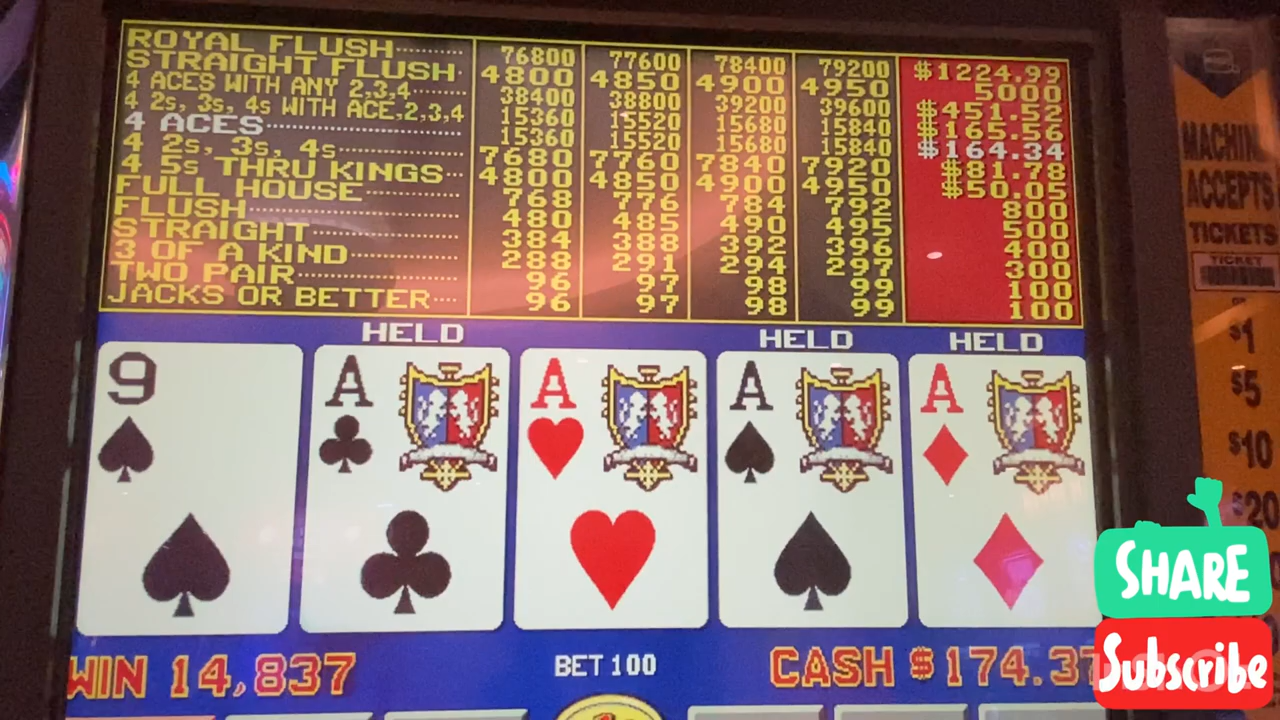 ROYAL FLUSH 76800 77600 78400 79200 $1224.99
STRAIGHT FLUSH 4800 4850 4900 4950 5000
4 ACES WITH ANY 2,3,4 38400 38800 39200 39600 $451.52
4 2s, 3s, 4s WITH ACE,2,3,4 15360 15520 15680 15840 $165.56
4 ACES 15360 15520 15680 15840 $164.34
4 2s, 3s, 4s 7680 7760 7840 7920 $81.78
4 5s THRU KINGS 4800 4850 4900 4950 $50.05
FULL HOUSE 768 776 784 792 800
FLUSH 480 485 490 495 500
STRAIGHT 384 388 392 396 400
3 OF A KIND 288 291 294 297 300
TWO PAIR 96 97 98 99 100
JACKS OR BETTER 96 97 98 99 100
HELD HELD HELD
9 A A A A
WIN 14,837 BET 100 CASH $174.37
MACHIN
ACCEPTS
TICKETS
TICKET
$1
$5
$10
$20
SHARE
Subscribe